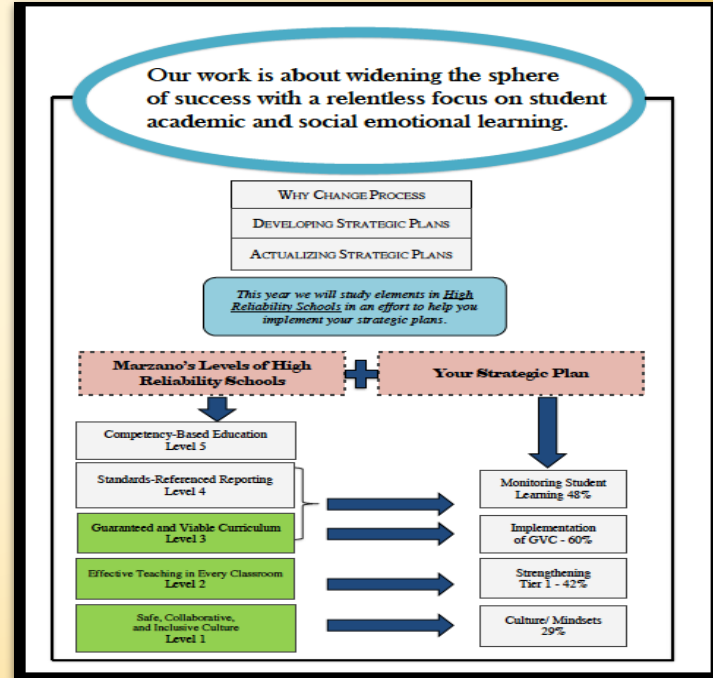 Our work is about widening the sphere
of success with a relentless focus on student
academic and social emotional learning.
WHY CHANGE PROCESS
DEVELOPING STRATEGIC PLANS
ACTUALIZING STRATEGIC PLANS
This year we will study elements in High
Reliability Schools in an effort to help you
implement your strategic plans.
Marzano's Levels of High
Reliability Schools
Your Strategic Plan
Competency-Based Education
Level 5
Standards-Referenced Reporting
Level 4
Guaranteed and Viable Curriculum
Level 3
Effective Teaching in Every Classroom
Level 2
Safe, Collaborative,
and Inclusive Culture
Level 1
Monitoring Student
Learning 48%
Implementation
of GVC - 60%
Strengthening
Tier 1 - 42%
Culture/ Mindsets
29%